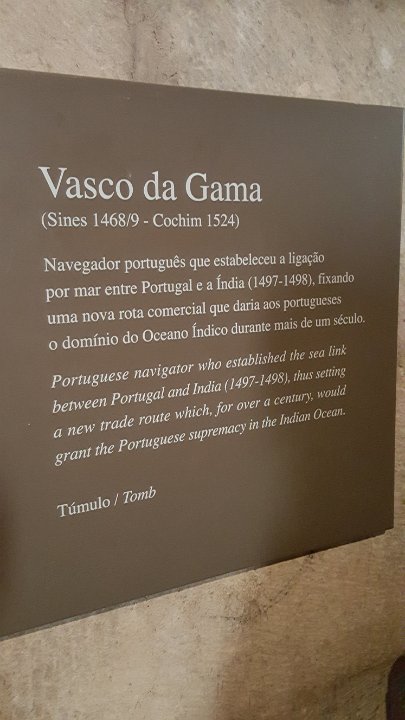 Vasco da Gama
(Sines 1468/9 - Cochim 1524)
Navegador português que estabeleceu a ligação
por mar entre Portugal e a Índia (1497-1498), fixando
uma nova rota comercial que daria aos portugueses
o domínio do Oceano Índico durante mais de um século.
Portuguese navigator who established the sea link
between Portugal and India (1497-1498), thus setting
a new trade route which, for over a century, would
grant the Portuguese supremacy in the Indian Ocean.
Túmulo / Tomb